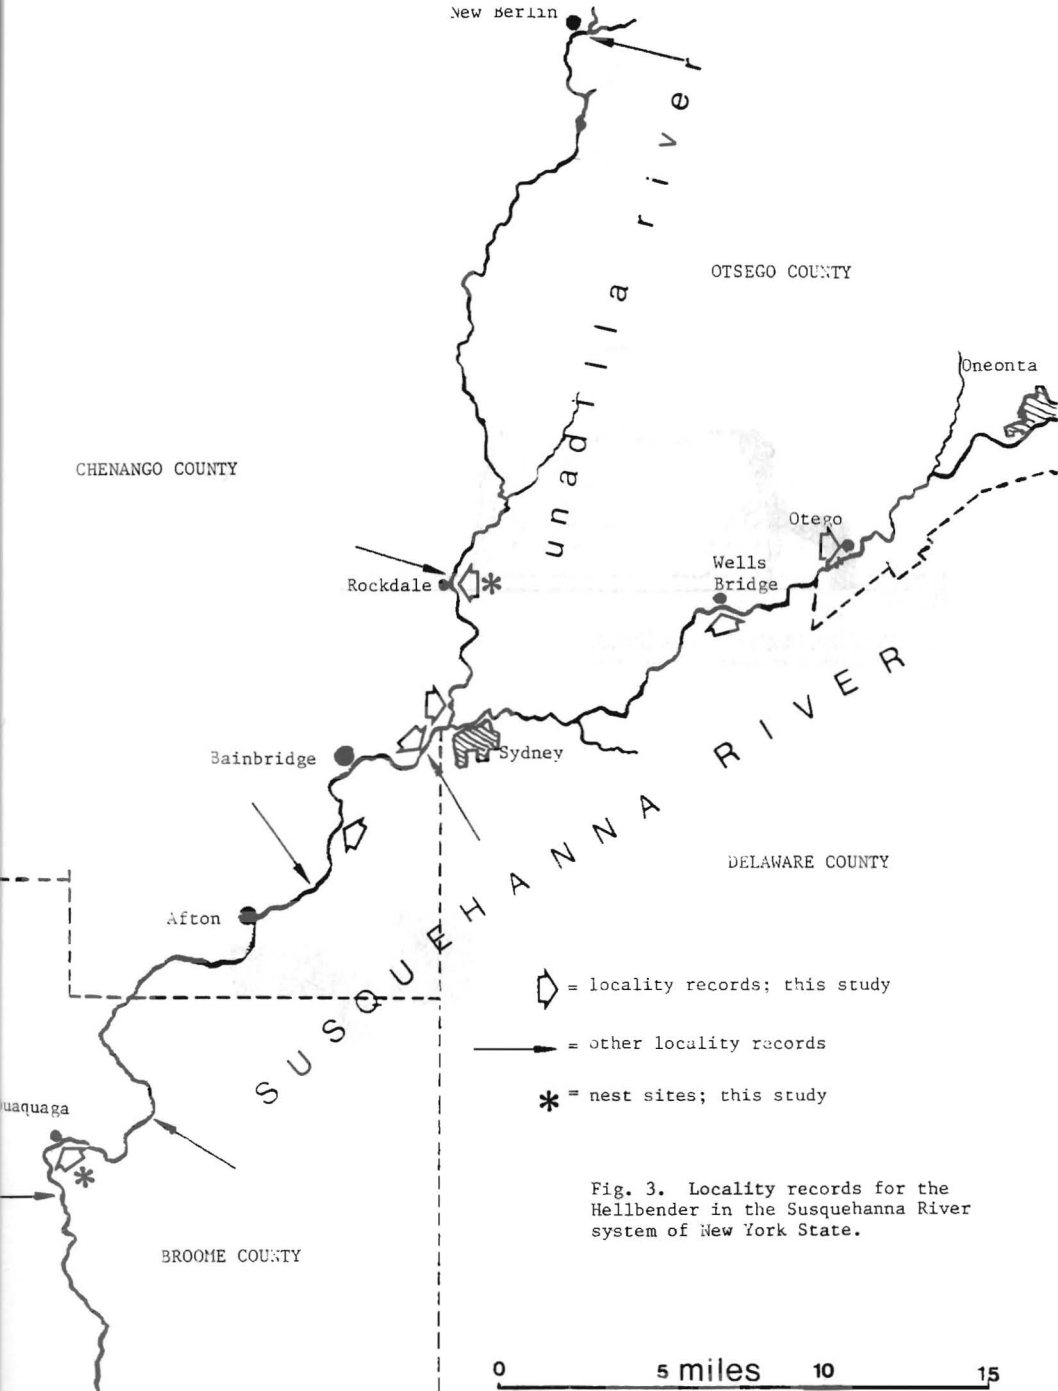 New Berlin
unadilla river
OTSEGO COUNTY
Oneonta
CHENANGO COUNTY
Otego
Wells
Bridge
Rockdale
SUSQUEHANNA RIVER
Bainbridge
Sydney
DELAWARE COUNTY
Afton
= locality records; this study
= other locality records
* = nest sites; this study
uaquaga
Fig. 3. Locality records for the
Hellbender in the Susquehanna River
system of New York State.
BROOME COUNTY
0 5 miles 10 15